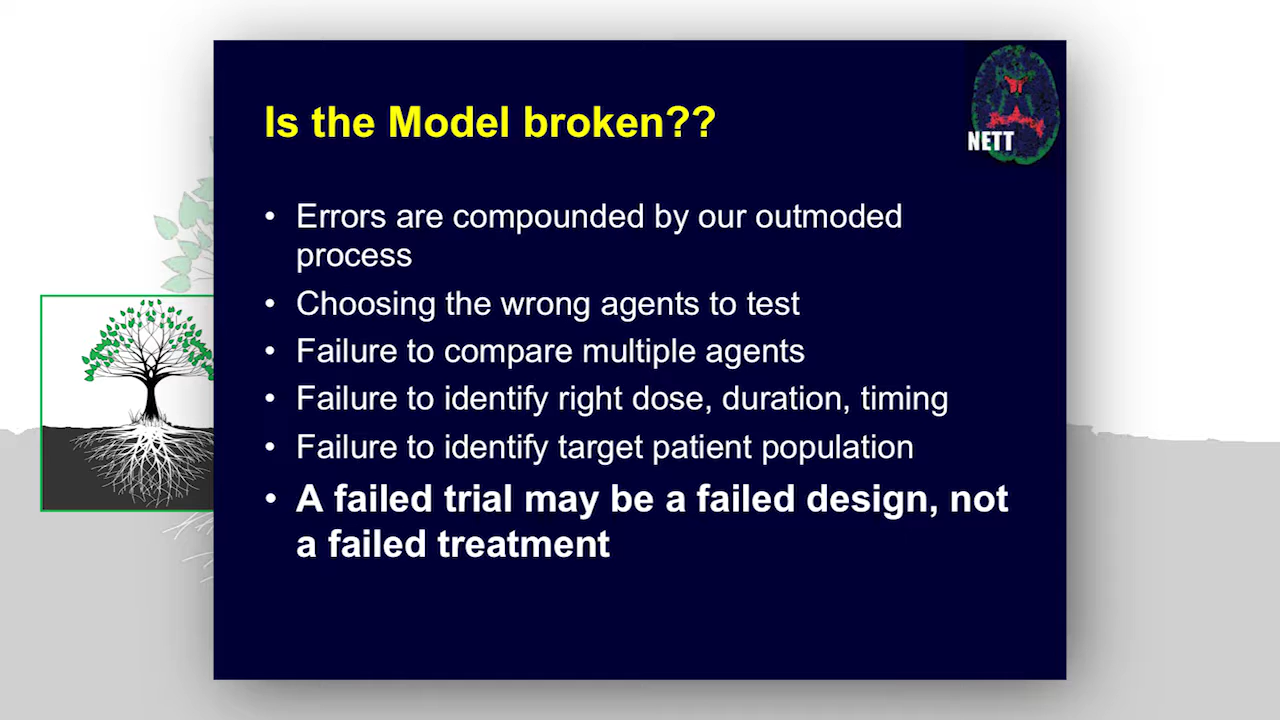 Is the Model broken??
NETT
• Errors are compounded by our outmoded
process
• Choosing the wrong agents to test
• Failure to compare multiple agents
• Failure to identify right dose, duration, timing
• Failure to identify target patient population
• A failed trial may be a failed design, not
a failed treatment